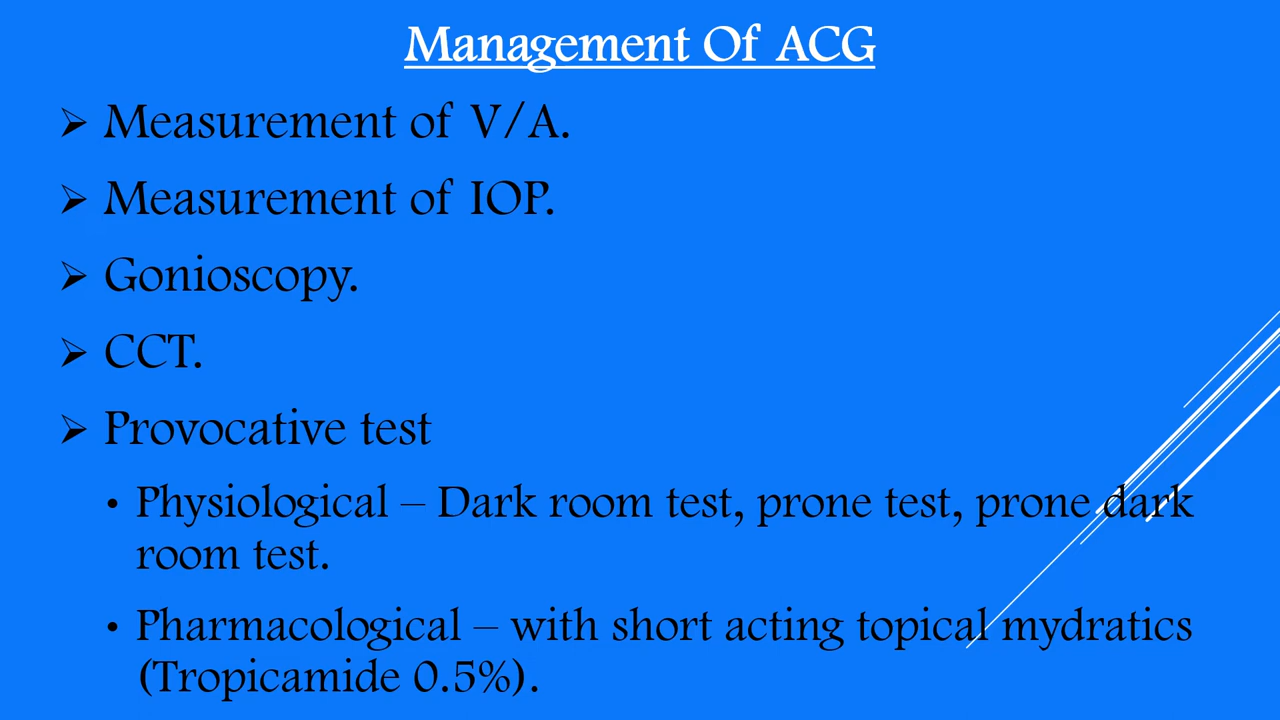 Management Of ACG
➢ Measurement of V/A.
➢ Measurement of IOP.
➢ Gonioscopy.
➢ CCT.
➢ Provocative test
• Physiological – Dark room test, prone test, prone dark
room test.
• Pharmacological – with short acting topical mydratics
(Tropicamide 0.5%).